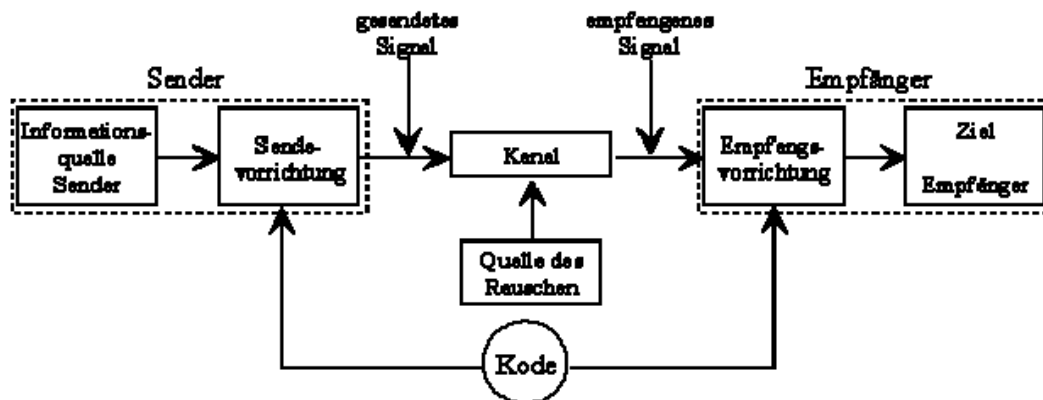 gesendetes
Signal
empfangenes
Signal
Sender
Empfänger
Informations-
quelle
Sender
Sende-
vorrichtung
Kanal
Empfangs-
vorrichtung
Ziel
Empfänger
Quelle des
Rauschen
Kode